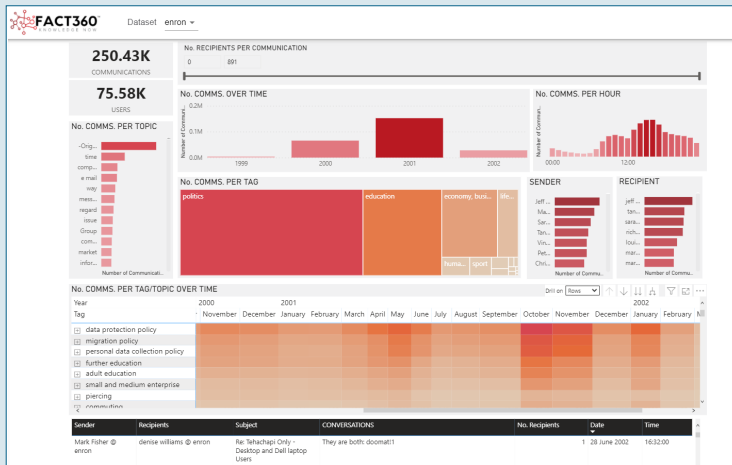 FACT360
KNOWLEDGE NOW
Dataset enron
250.43K
COMMUNICATIONS
75.58K
USERS
No. RECIPIENTS PER COMMUNICATION
0 891
No. COMMS. OVER TIME
Number of Commun...
0.2M
0.1M
0.0M
1999 2000 2001 2002
No. COMMS. PER HOUR
Number of Commun...
00:00 12:00
No. COMMS. PER TOPIC
-Orig...
time
comp...
e mail
way
mess...
regard
issue
Group
com...
market
infor...
Number of Communicati...
No. COMMS. PER TAG
politics
education
economy, busi...
life...
huma...
sport
SENDER
Jeff ...
Ma...
Sar...
Tan...
Vin...
Pet...
Chri...
Number of Commu...
RECIPIENT
jeff ...
tan...
sara...
rich...
loui...
mar...
mar...
Number of Commu...
No. COMMS. PER TAG/TOPIC OVER TIME
Drill on Rows
Year 2000 2001 2002
Tag November December January February March April May June July August September October November December January February
data protection policy
migration policy
personal data collection policy
further education
adult education
small and medium enterprise
piercing
commuting
Sender Recipients Subject CONVERSATIONS No. Recipients Date Time
Mark Fisher @ denise williams @ enron Re: Tehachapi Only - They are both: doomat!1 1 28 June 2002 16:32:00
enron Desktop and Dell laptop
Users